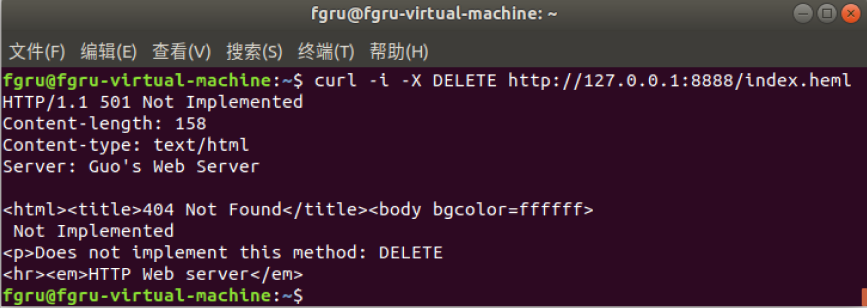 fgru@fgru-virtual-machine: ~
文件(F) 编辑(E) 查看(V) 搜索(S) 终端(T) 帮助(H)
fgru@fgru-virtual-machine:~$ curl -i -X DELETE http://127.0.0.1:8888/index.heml
HTTP/1.1 501 Not Implemented
Content-length: 158
Content-type: text/html
Server: Guo's Web Server
<html><title>404 Not Found</title><body bgcolor=ffffff>
 Not Implemented
<p>Does not implement this method: DELETE
<hr><em>HTTP Web server</em>
fgru@fgru-virtual-machine:~$